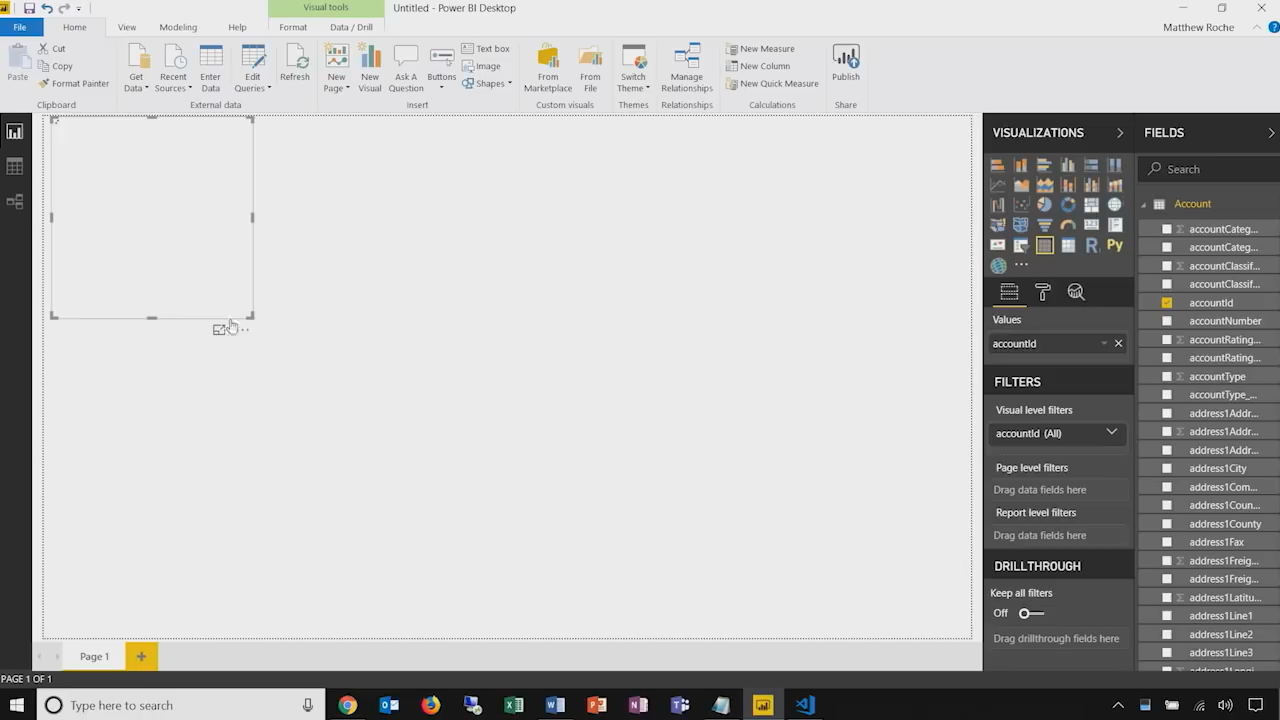 Visual tools
Untitled - Power BI Desktop
File
Home
View
Modeling
Help
Format
Data / Drill
Matthew Roche
Paste
Cut
Copy
Format Painter
Clipboard
Get Data
Recent Sources
Enter Data
Edit Queries
Refresh
External data
New Page
New Visual
Ask A Question
Buttons
Text box
Image
Shapes
Insert
From Marketplace
From File
Custom visuals
Switch Theme
Themes
Manage Relationships
Relationships
New Measure
New Column
New Quick Measure
Calculations
Publish
Share
VISUALIZATIONS
R
Py
Values
accountId
FILTERS
Visual level filters
accountId (All)
Page level filters
Drag data fields here
Report level filters
Drag data fields here
DRILLTHROUGH
Keep all filters
Off
Drag drillthrough fields here
FIELDS
Search
Account
accountCateg...
accountCateg...
accountClassif...
accountClassif...
accountId
accountNumber
accountRating...
accountRating...
accountType
accountType_...
address1Addr...
address1Addr...
address1Addr...
address1City
address1Com...
address1Coun...
address1County
address1Fax
address1Freig...
address1Freig...
address1Latitu...
address1Line1
address1Line2
address1Line3
address1Longi...
Page 1
PAGE 1 OF 1
Type here to search